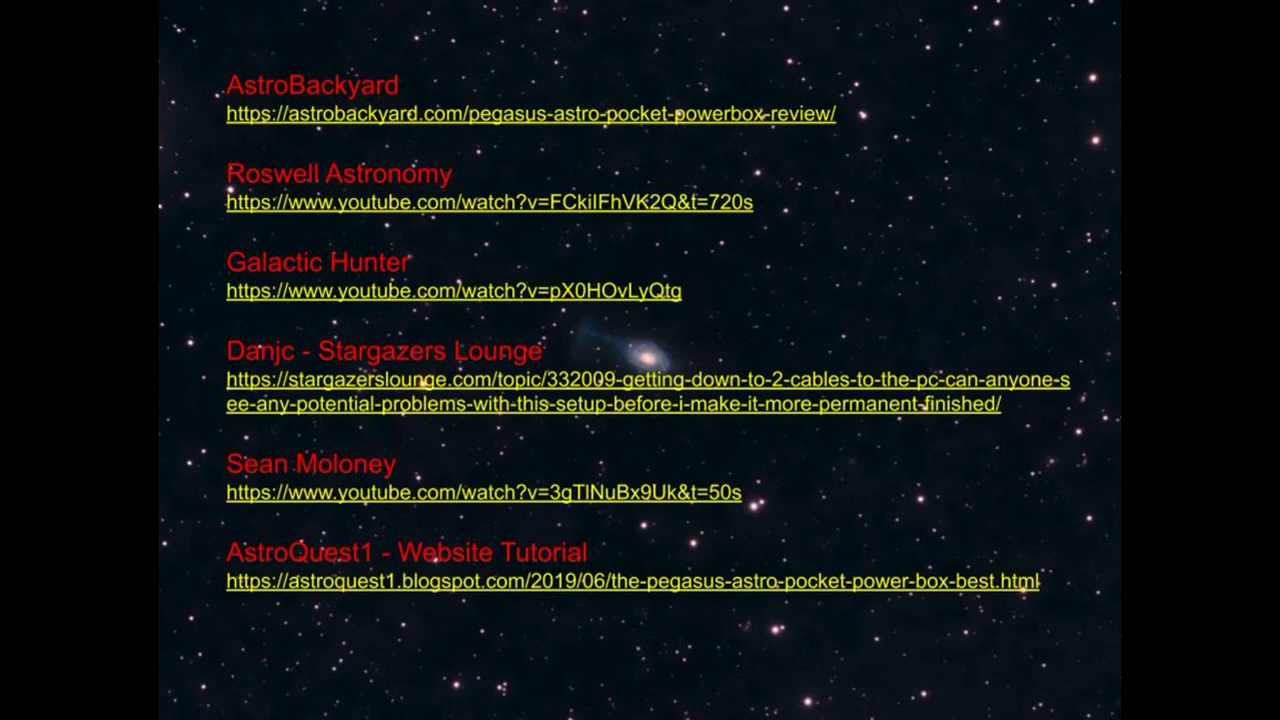 AstroBackyard
https://astrobackyard.com/pegasus-astro-pocket-powerbox-review/
Roswell Astronomy
https://www.youtube.com/watch?v=FCkiIFhVK2Q&t=720s
Galactic Hunter
https://www.youtube.com/watch?v=pX0HOvLyQtg
Danjc - Stargazers Lounge
https://stargazerslounge.com/topic/332009-getting-down-to-2-cables-to-the-pc-can-anyone-s
ee-any-potential-problems-with-this-setup-before-i-make-it-more-permanent-finished/
Sean Moloney
https://www.youtube.com/watch?v=3gTlNuBx9Uk&t=50s
AstroQuest1 - Website Tutorial
https://astroquest1.blogspot.com/2019/06/the-pegasus-astro-pocket-power-box-best.html